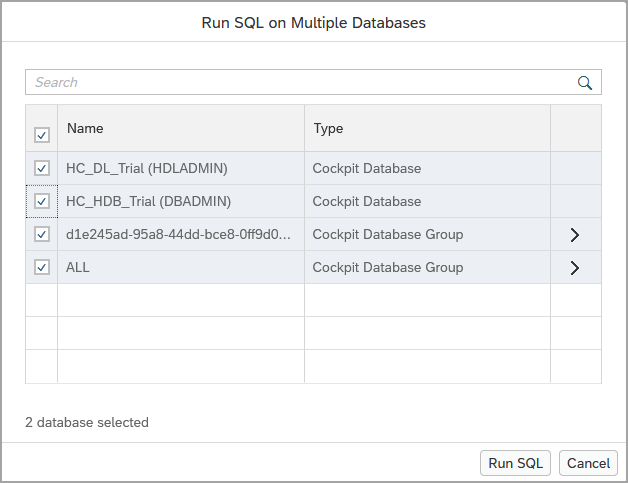 Run SQL on Multiple Databases
Search
Name Type
HC_DL_Trial (HDLADMIN) Cockpit Database
HC_HDB_Trial (DBADMIN) Cockpit Database
d1e245ad-95a8-44dd-bce8-0ff9d0... Cockpit Database Group
ALL Cockpit Database Group
2 database selected
Run SQL Cancel